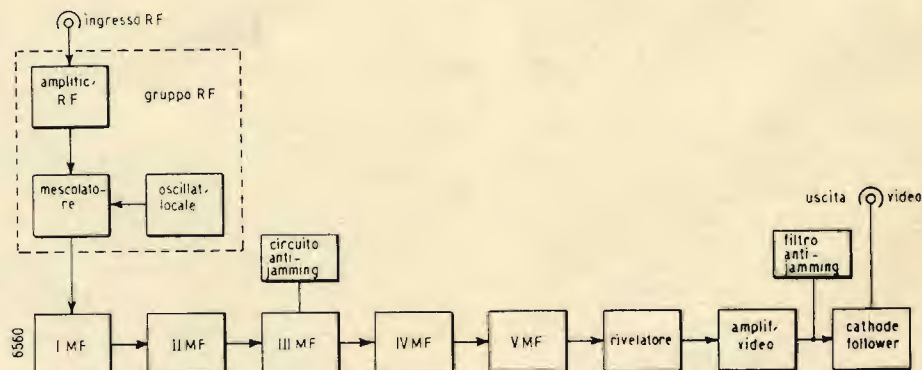 ingresso RF
amplific.
RF
gruppo RF
mescolato-
re
oscillat.
locale
uscita video
circuito
anti-
jamming
filtro
anti-
jamming
6560
I MF
II MF
III MF
IV MF
V MF
rivelatore
amplif.
video
cathode
follower